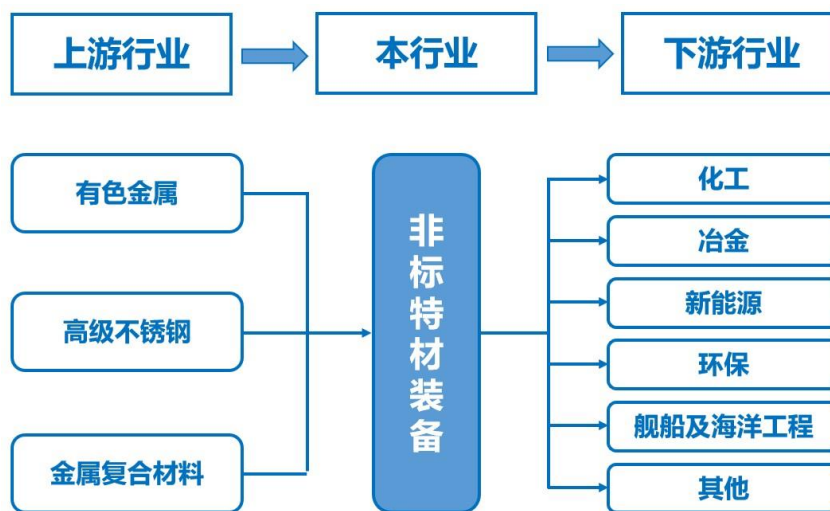 上游行业
本行业
下游行业
有色金属
高级不锈钢
金属复合材料
非标特材装备
化工
冶金
新能源
环保
舰船及海洋工程
其他